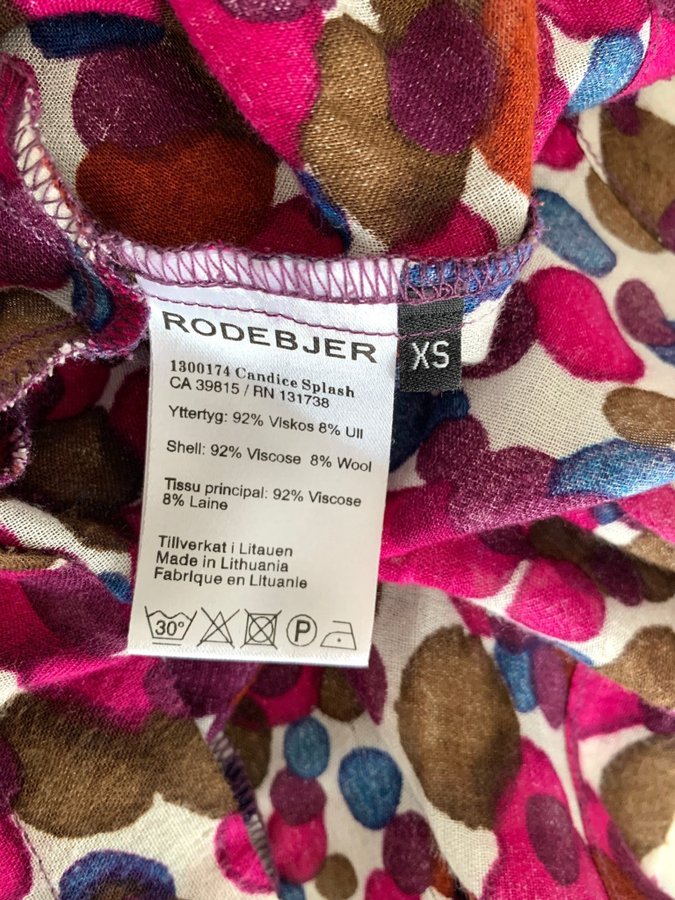 RODEBJER
XS
1300174 Candice Splash
CA 39815 / RN 131738
Yttertyg: 92% Viskos 8% Ull
Shell: 92% Viscose 8% Wool
Tissu principal: 92% Viscose
8% Laine
Tillverkat i Litauen
Made in Lithuania
Fabrique en Lituanie
30°
P